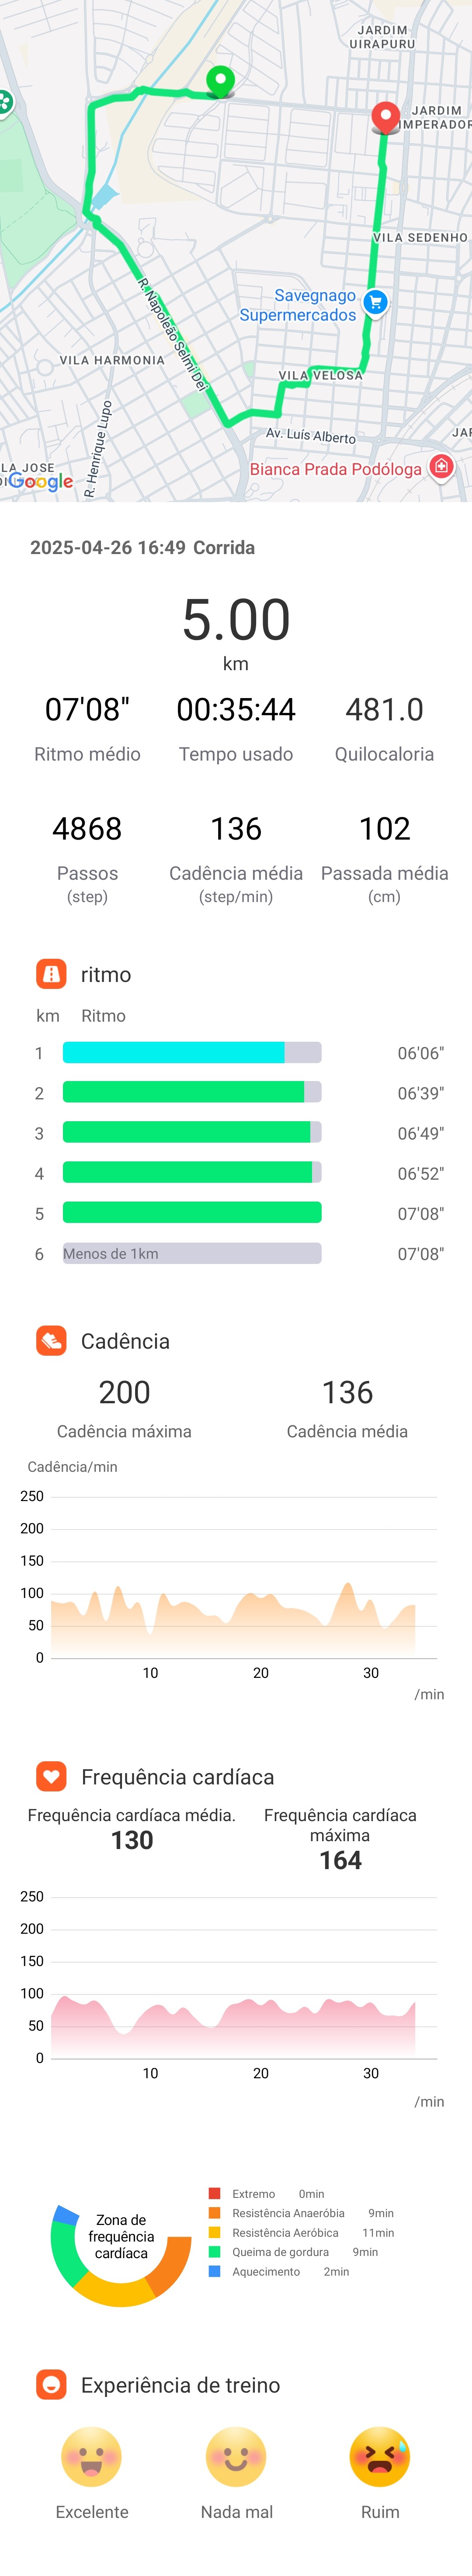 JARDIM
UIRAPURU
JARDIM
IMPERADOR
VILA SEDENHO
Savegnago
Supermercados
R. Napoleão Selmi Dei
VILA HARMONIA
VILA VELOSA
R. Henrique Lupo
Av. Luís Alberto
Bianca Prada Podóloga
Google
2025-04-26 16:49 Corrida
5.00
km
07'08" 00:35:44 481.0
Ritmo médio Tempo usado Quilocaloria
4868 136 102
Passos Cadência média Passada média
(step) (step/min) (cm)
ritmo
km Ritmo
1 06'06"
2 06'39"
3 06'49"
4 06'52"
5 07'08"
6 Menos de 1km 07'08"
Cadência
200 136
Cadência máxima Cadência média
Cadência/min
250
200
150
100
50
0
10 20 30
/min
Frequência cardíaca
Frequência cardíaca média. Frequência cardíaca
máxima
130 164
250
200
150
100
50
0
10 20 30
/min
Zona de
frequência
cardíaca
Extremo 0min
Resistência Anaeróbia 9min
Resistência Aeróbica 11min
Queima de gordura 9min
Aquecimento 2min
Experiência de treino
Excelente Nada mal Ruim